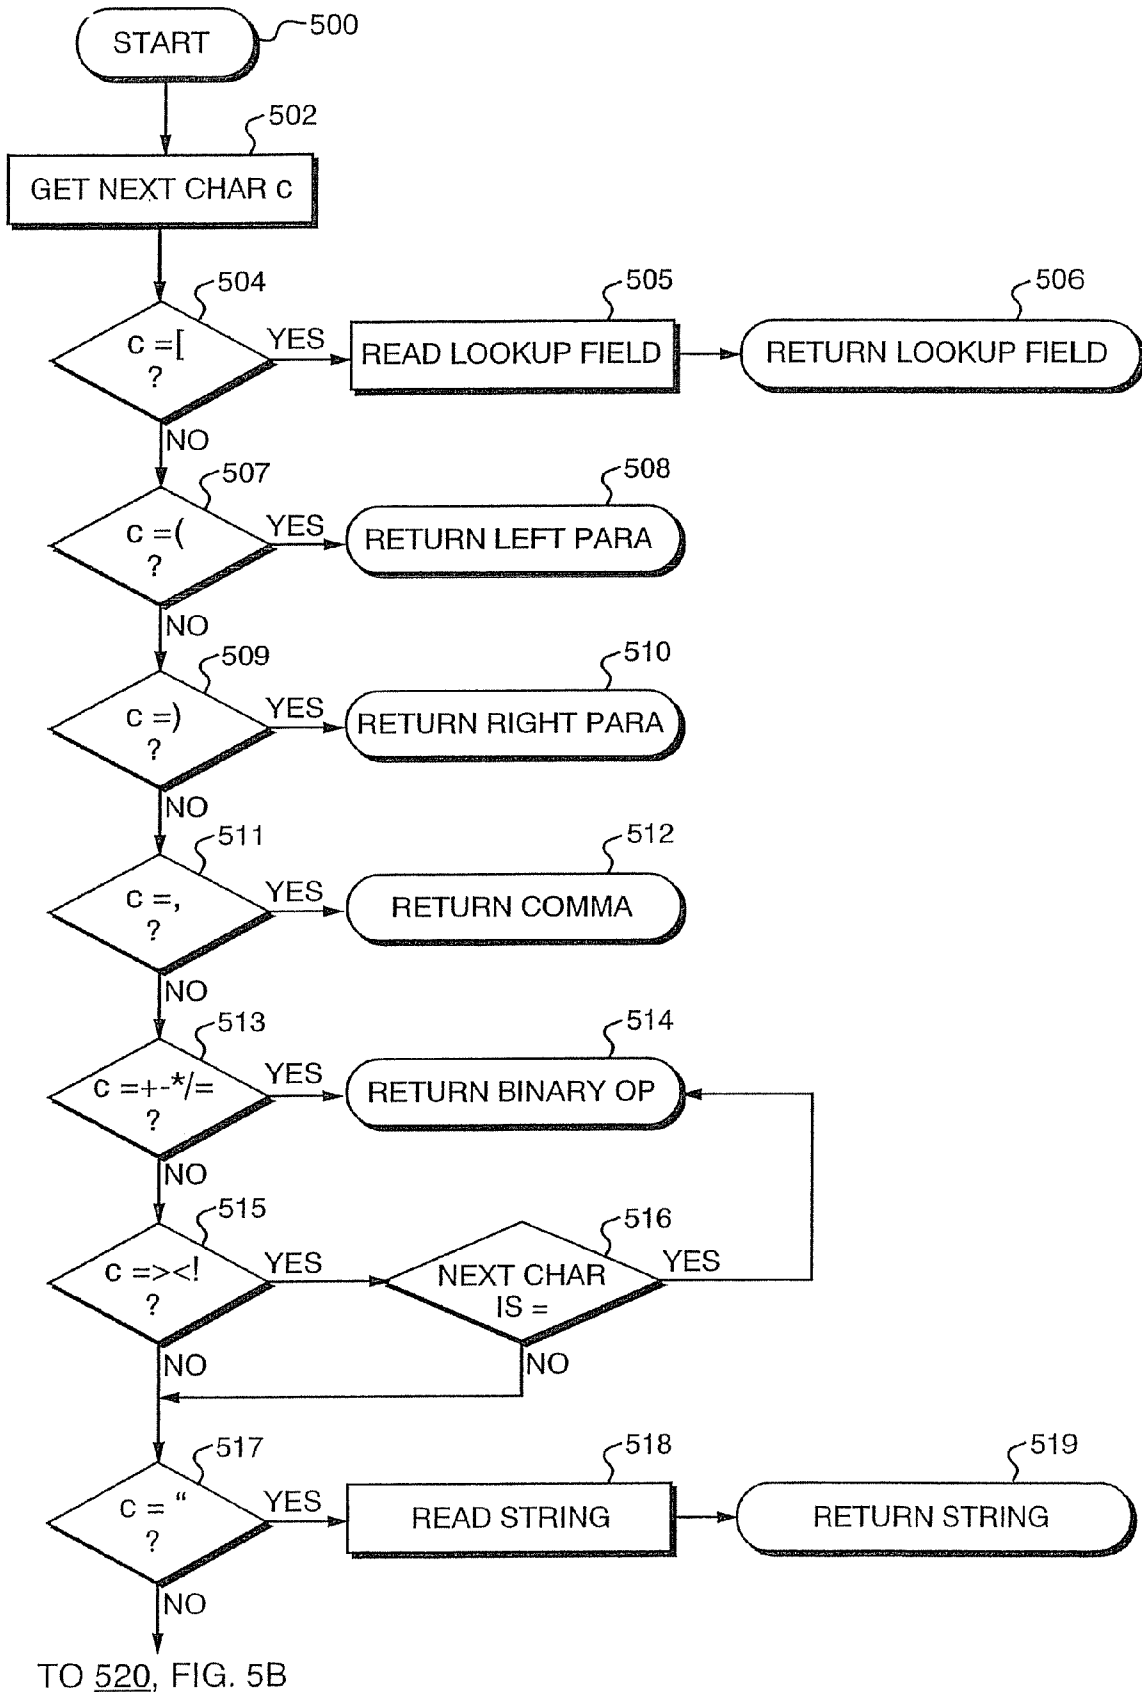 START
500
502
GET NEXT CHAR c
504
c =[
?
YES
NO
505
READ LOOKUP FIELD
506
RETURN LOOKUP FIELD
507
c =(
?
YES
NO
508
RETURN LEFT PARA
509
c =)
?
YES
NO
510
RETURN RIGHT PARA
511
c =,
?
YES
NO
512
RETURN COMMA
513
c =+-*/=
?
YES
NO
514
RETURN BINARY OP
515
c =><!
?
YES
NO
516
NEXT CHAR
IS =
YES
NO
517
c = “
?
YES
NO
518
READ STRING
519
RETURN STRING
TO 520, FIG. 5B